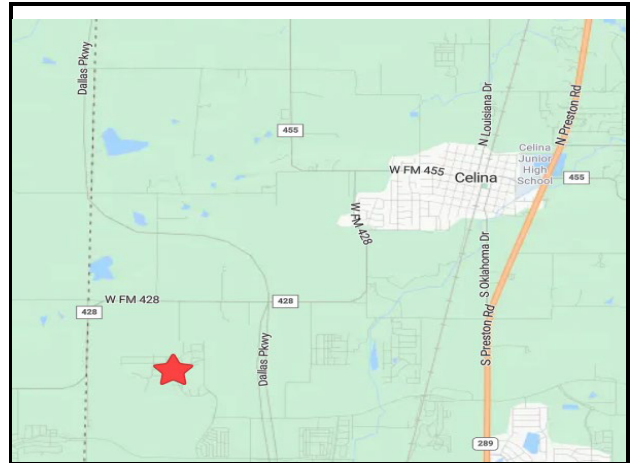 Dallas Pkwy
N Louisiana Dr
N Preston Rd
455
Celina
Junior
High
School
W FM 455
Celina
455
W FM 428
S Oklahoma Dr
W FM 428
428
428
S Preston Rd
Dallas Pkwy
289